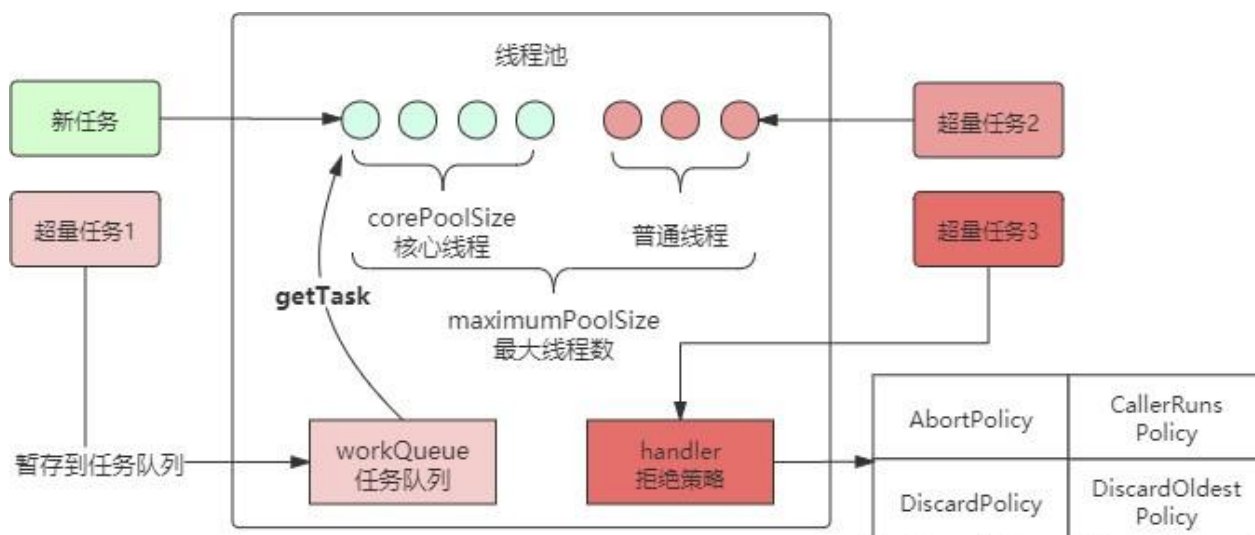 线程池
新任务
超量任务1
超量任务2
超量任务3
corePoolSize
核心线程
普通线程
getTask
maximumPoolSize
最大线程数
暂存到任务队列
workQueue
任务队列
handler
拒绝策略
AbortPolicy
CallerRuns
Policy
DiscardPolicy
DiscardOldest
Policy